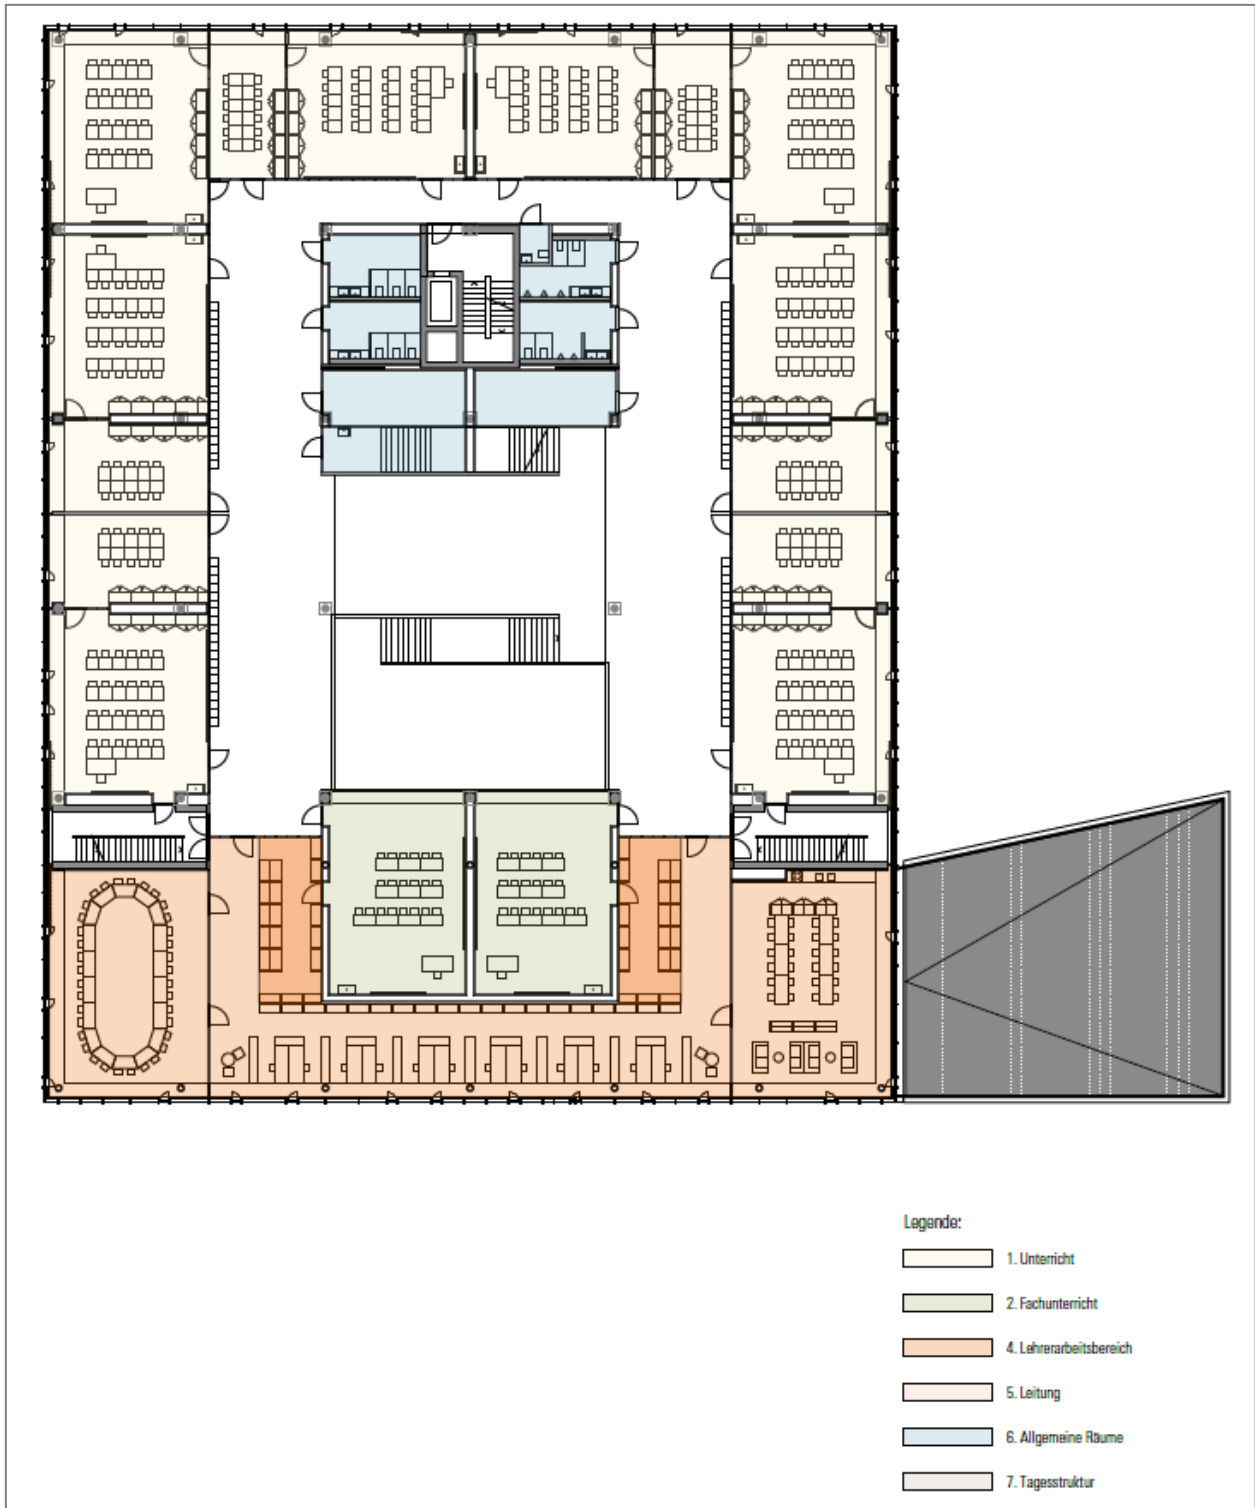 Legende:
1. Unterricht
2. Fachunterricht
4. Lehrerarbeitsbereich
5. Leitung
6. Allgemeine Räume
7. Tagesstruktur